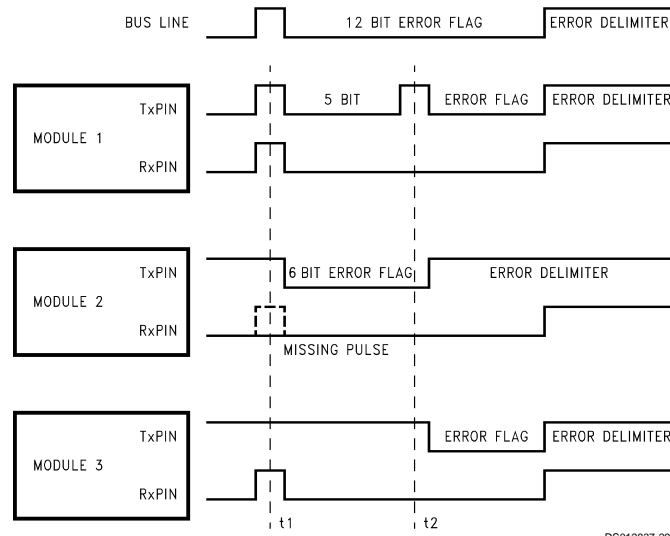 BUS LINE 12 BIT ERROR FLAG ERROR DELIMITER
TxPIN 5 BIT ERROR FLAG ERROR DELIMITER
MODULE 1
RxPIN
TxPIN 6 BIT ERROR FLAG ERROR DELIMITER
MODULE 2
RxPIN
MISSING PULSE
TxPIN ERROR FLAG ERROR DELIMITER
MODULE 3
RxPIN
t1 t2